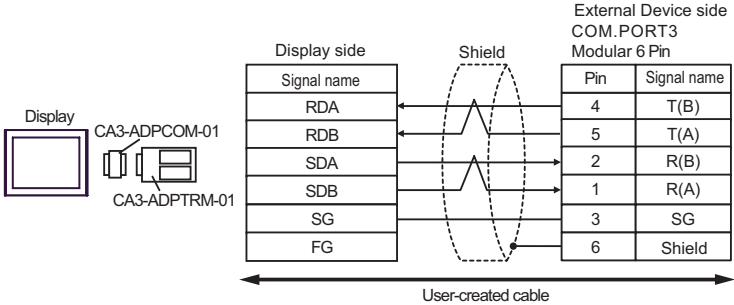 External Device side
COM.PORT3
Modular 6 Pin
Display side
Shield
Signal name
Pin Signal name
RDA 4 T(B)
RDB 5 T(A)
SDA 2 R(B)
SDB 1 R(A)
SG 3 SG
FG 6 Shield
Display
CA3-ADPCOM-01
CA3-ADPTRM-01
User-created cable